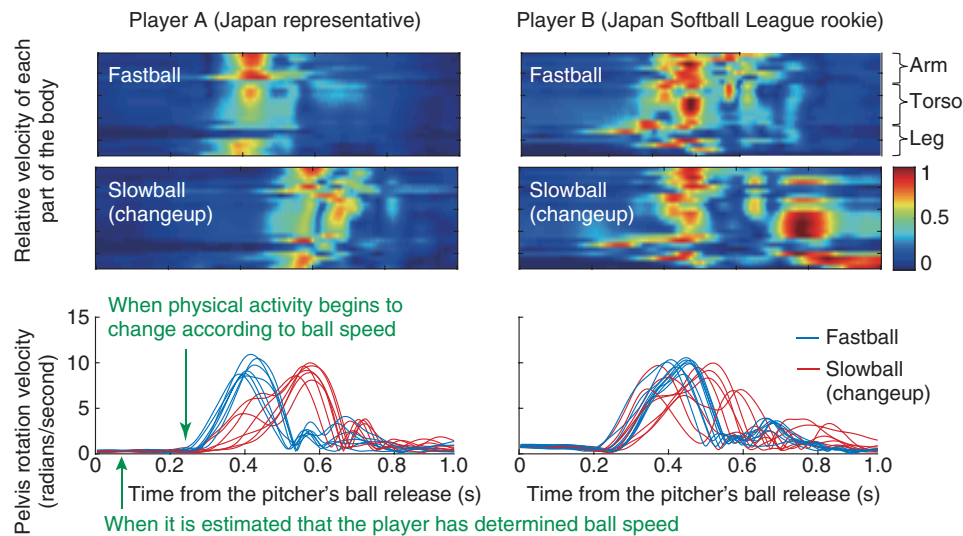 Player A (Japan representative)
Player B (Japan Softball League rookie)
Relative velocity of each
part of the body
Fastball
Fastball
Arm
Torso
Leg
Slowball
(changeup)
Slowball
(changeup)
1
0.5
0
When physical activity begins to
change according to ball speed
Pelvis rotation velocity
(radians/second)
15
10
5
0
0 0.2 0.4 0.6 0.8 1.0
Time from the pitcher's ball release (s)
Fastball
Slowball
(changeup)
0 0.2 0.4 0.6 0.8 1.0
Time from the pitcher's ball release (s)
When it is estimated that the player has determined ball speed